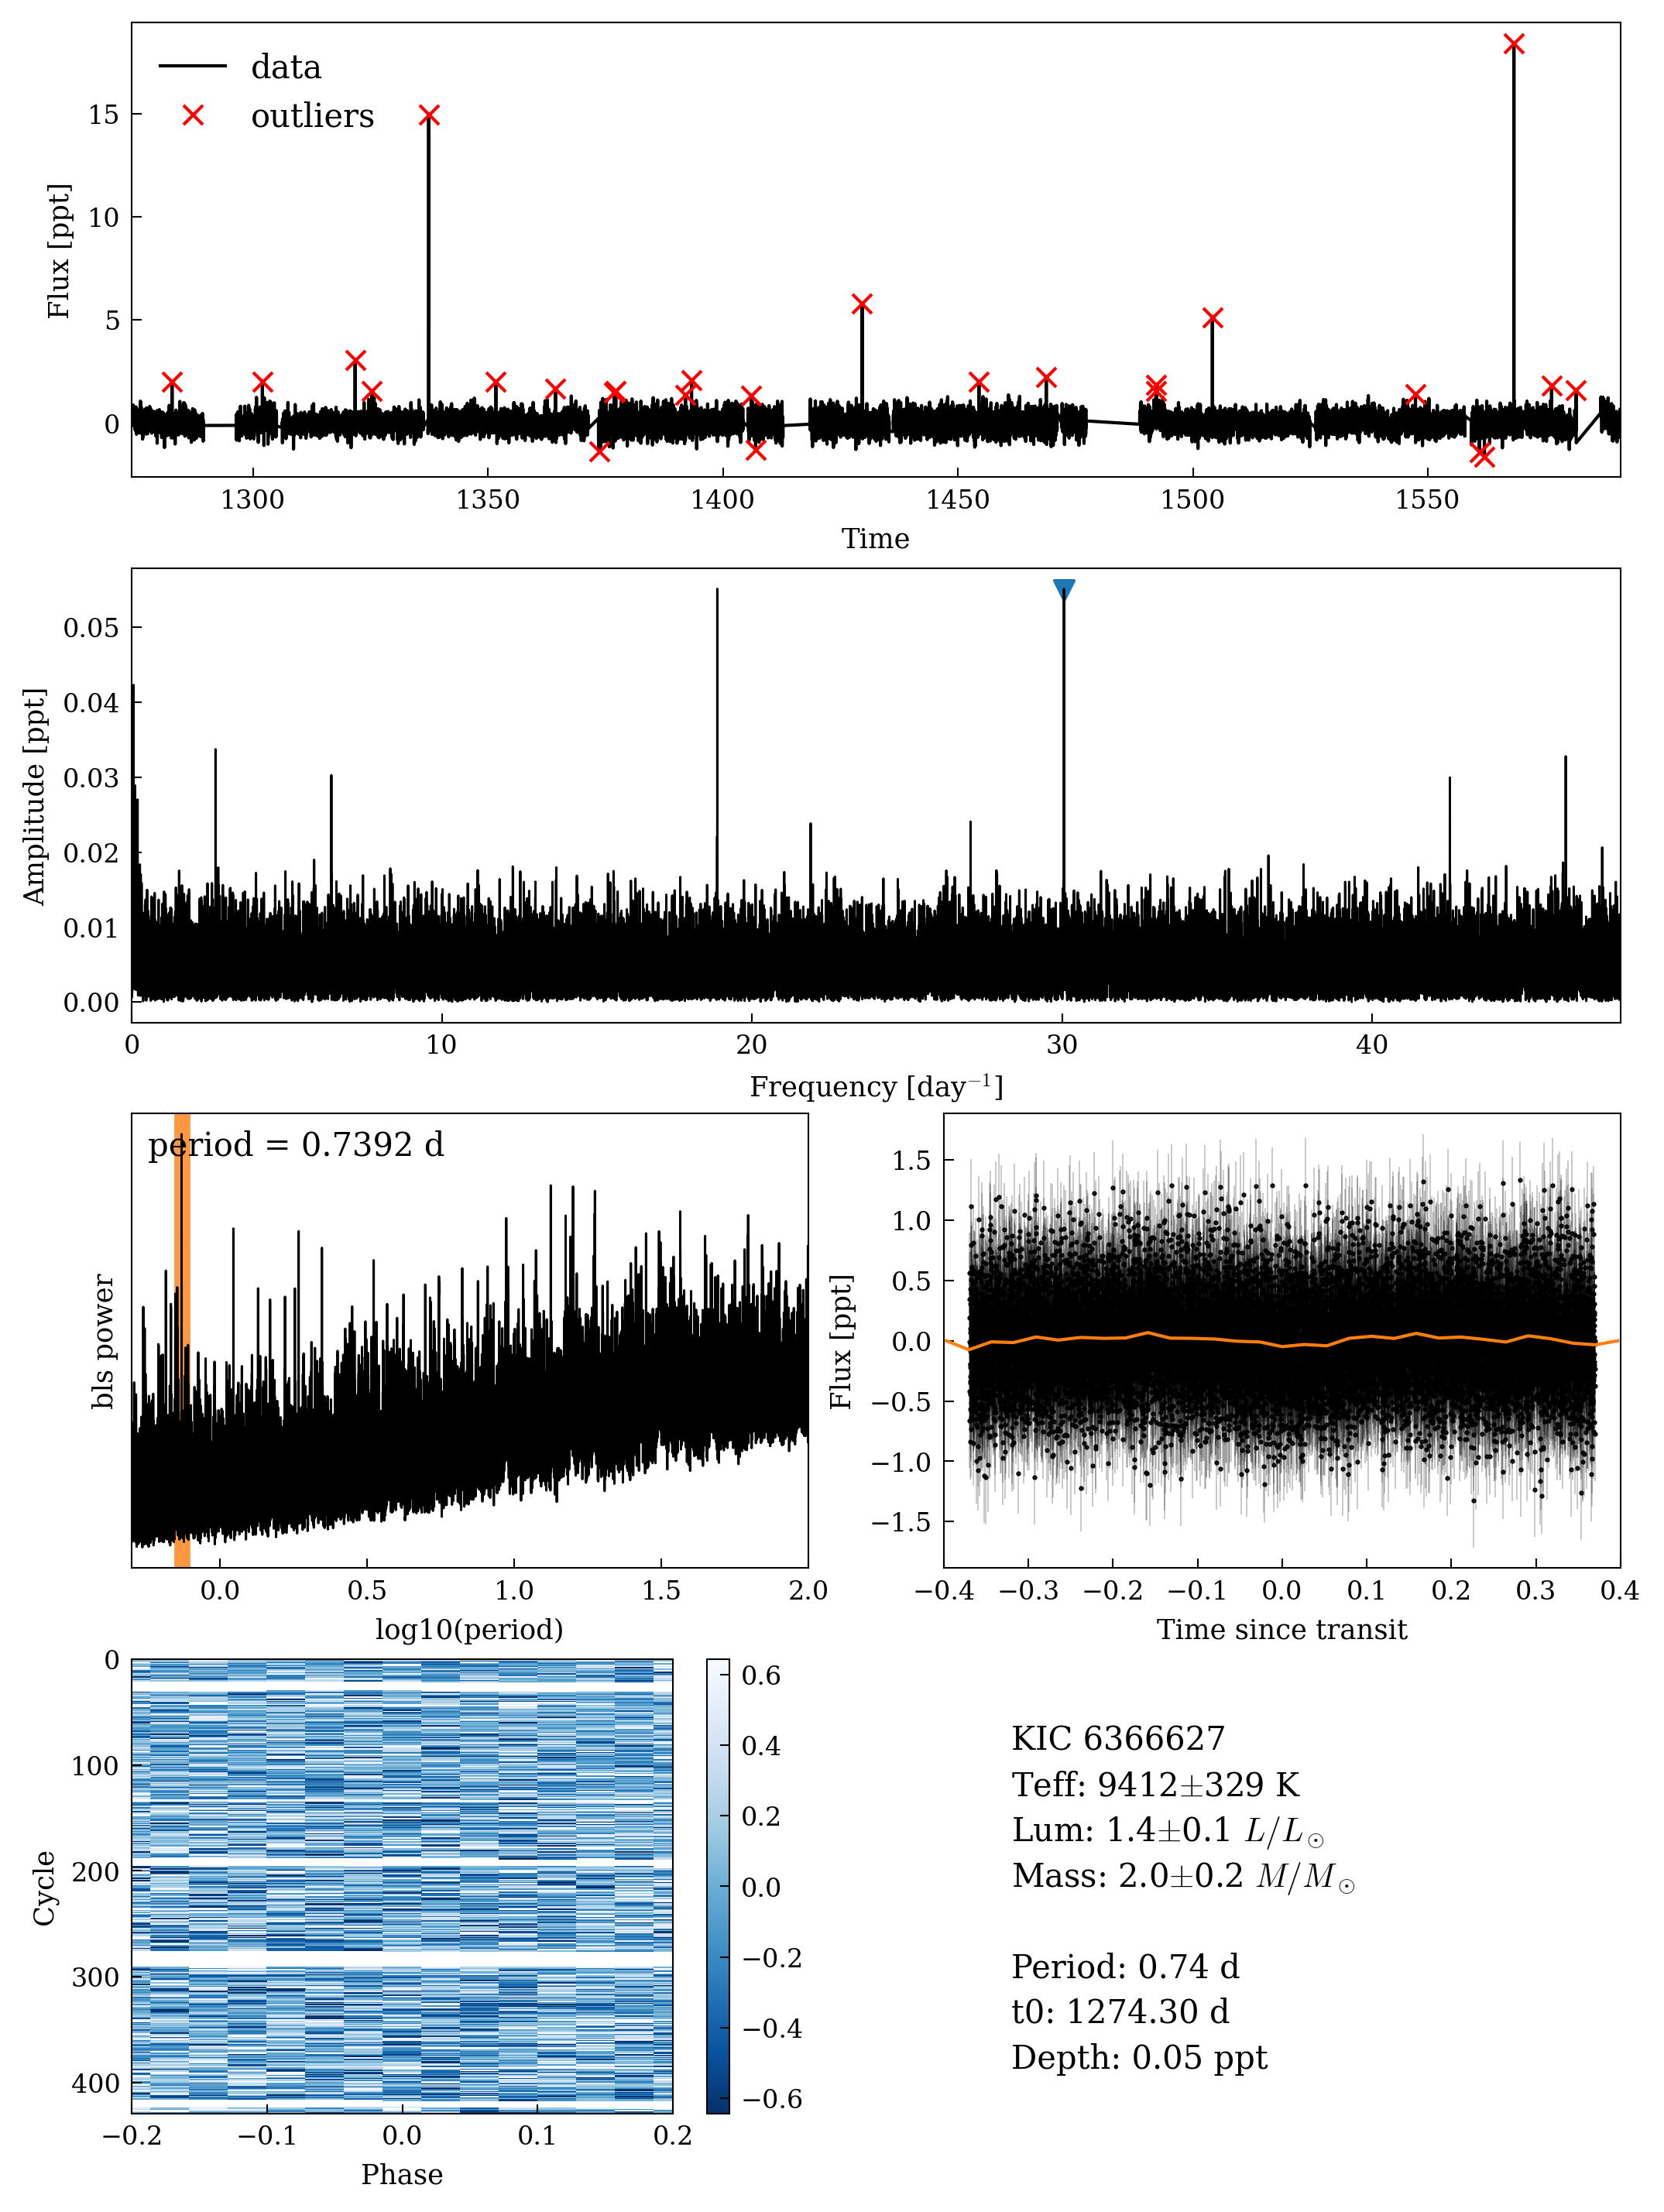 data
outliers
Flux [ppt]
15
10
5
0
1300 1350 1400 1450 1500 1550
Time
Amplitude [ppt]
0.05
0.04
0.03
0.02
0.01
0.00
0 10 20 30 40
Frequency [day⁻¹]
period = 0.7392 d
bls power
0.0 0.5 1.0 1.5 2.0
log10(period)
Flux [ppt]
1.5
1.0
0.5
0.0
−0.5
−1.0
−1.5
−0.4 −0.3 −0.2 −0.1 0.0 0.1 0.2 0.3 0.4
Time since transit
Cycle
0
100
200
300
400
−0.2 −0.1 0.0 0.1 0.2
Phase
0.6
0.4
0.2
0.0
−0.2
−0.4
−0.6
KIC 6366627
Teff: 9412±329 K
Lum: 1.4±0.1 L/L⊙
Mass: 2.0±0.2 M/M⊙
Period: 0.74 d
t0: 1274.30 d
Depth: 0.05 ppt